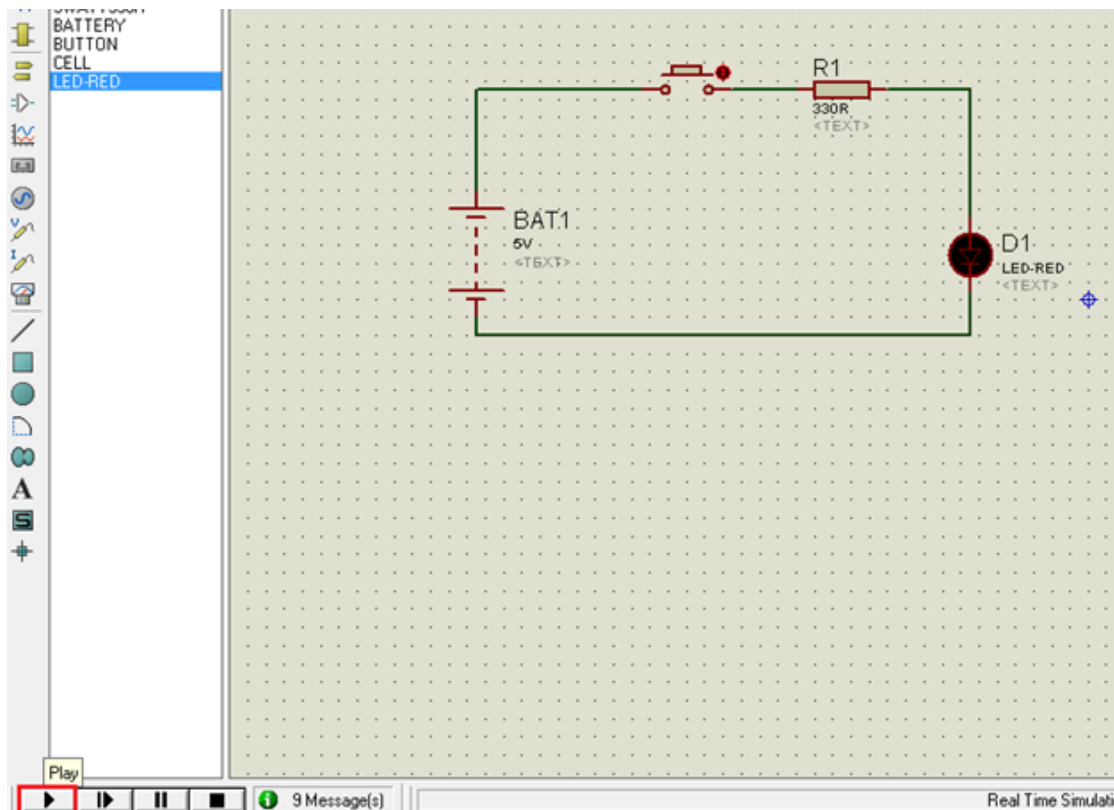 BATTERY
BUTTON
CELL
LED-RED
R1
330R
<TEXT>
BAT1
5V
<TEXT>
D1
LED-RED
<TEXT>
A
S
Play
9 Message(s)
Real Time Simulati